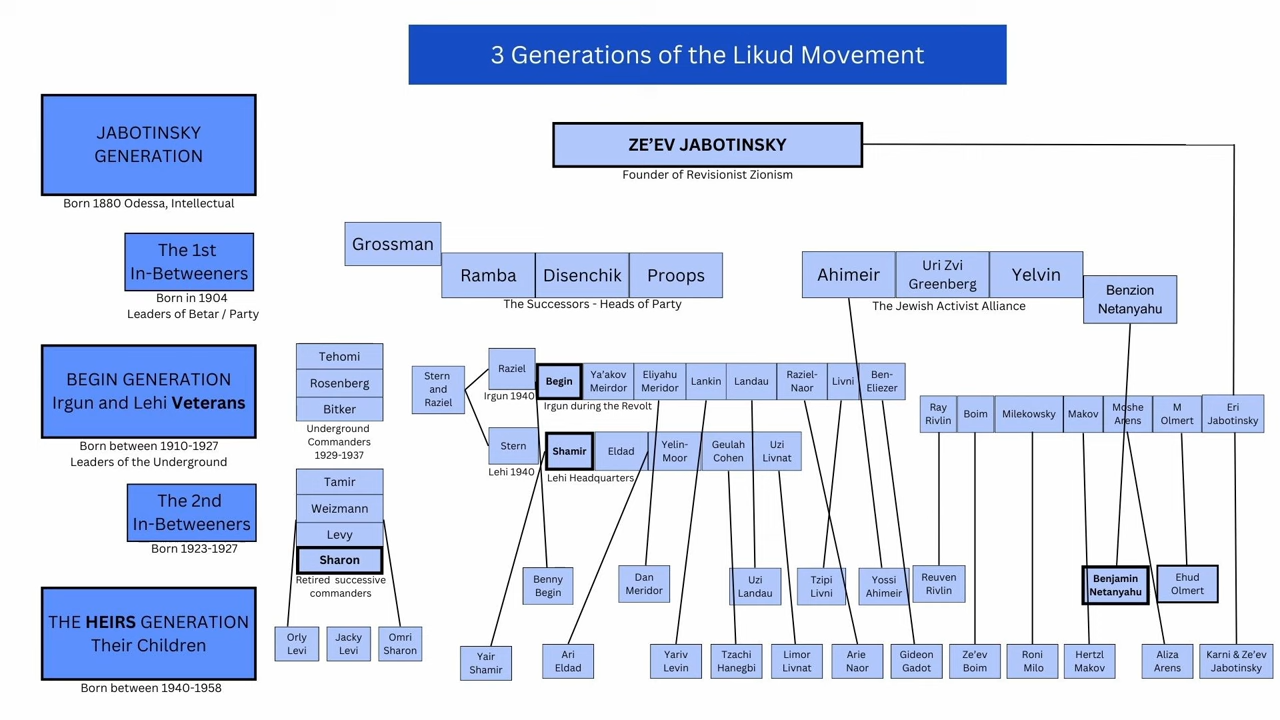 3 Generations of the Likud Movement
JABOTINSKY
GENERATION
Born 1880 Odessa, Intellectual
ZE'EV JABOTINSKY
Founder of Revisionist Zionism
The 1st
In-Betweeners
Born in 1904
Leaders of Betar / Party
Grossman
Ramba
Disenchik
Proops
The Successors - Heads of Party
Ahimeir
Uri Zvi
Greenberg
Yelvin
The Jewish Activist Alliance
Benzion
Netanyahu
BEGIN GENERATION
Irgun and Lehi Veterans
Born between 1910-1927
Leaders of the Underground
Tehomi
Rosenberg
Bitker
Underground
Commanders
1929-1937
Stern
and
Raziel
Raziel
Irgun 1940
Begin
Ya'akov
Meirdor
Eliyahu
Meridor
Lankin
Landau
Raziel-
Naor
Livni
Ben-
Eliezer
Irgun during the Revolt
Stern
Lehi 1940
Shamir
Eldad
Yelin-
Moor
Geulah
Cohen
Uzi
Livnat
Lehi Headquarters
Ray
Rivlin
Boim
Milekowsky
Makov
Moshe
Arens
M
Olmert
Eri
Jabotinsky
The 2nd
In-Betweeners
Born 1923-1927
Tamir
Weizmann
Levy
Sharon
Retired successive
commanders
THE HEIRS GENERATION
Their Children
Born between 1940-1958
Benny
Begin
Dan
Meridor
Uzi
Landau
Tzipi
Livni
Yossi
Ahimeir
Reuven
Rivlin
Benjamin
Netanyahu
Ehud
Olmert
Orly
Levi
Jacky
Levi
Omri
Sharon
Yair
Shamir
Ari
Eldad
Yariv
Levin
Tzachi
Hanegbi
Limor
Livnat
Arie
Naor
Gideon
Gadot
Ze'ev
Boim
Roni
Milo
Hertzl
Makov
Aliza
Arens
Karni & Ze'ev
Jabotinsky